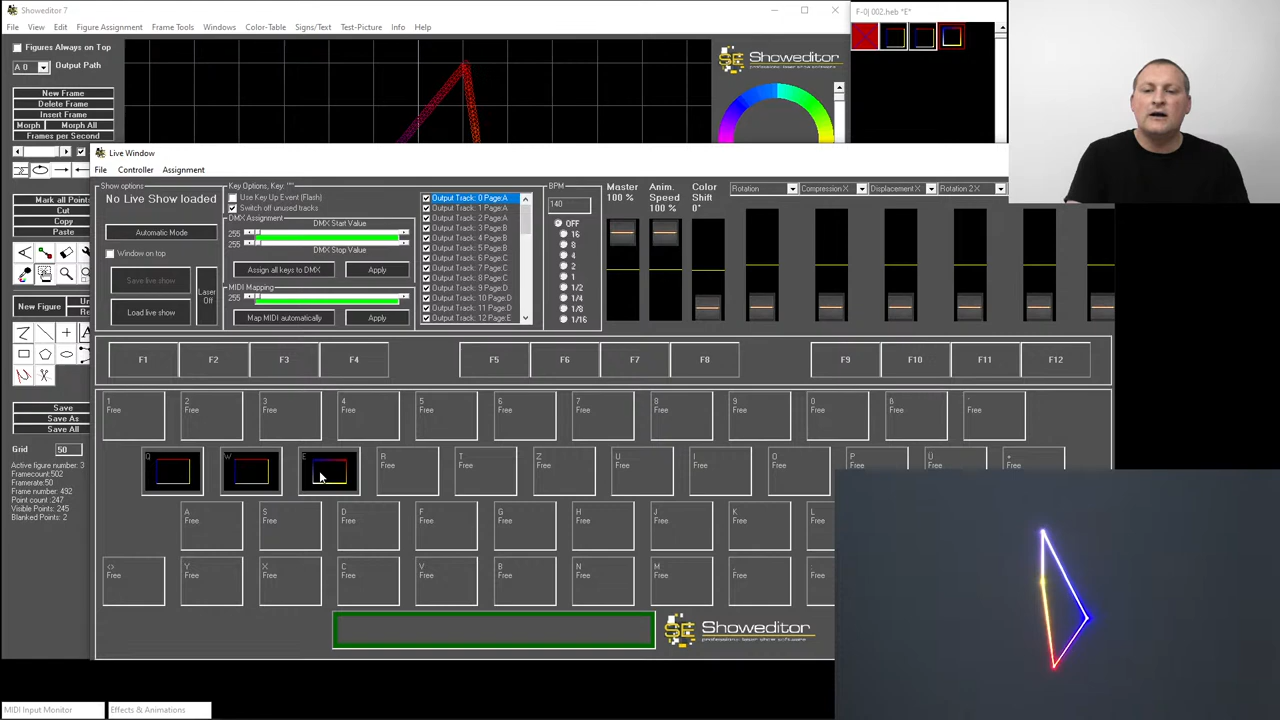 Showeditor 7
File View Edit Figure Assignment Frame Tools Windows Color-Table Signs/Text Test-Picture Info Help
F-0| 002.heb *E*
Figures Always on Top
A 0 Output Path
New Frame
Delete Frame
Insert Frame
Morph Morph All
Frames per Second
Mark all Points
Cut
Copy
Paste
New Figure
Save
Save As
Save All
Grid 50
Active figure number: 3
Framecount:502
Framerate:50
Frame number: 492
Point count :247
Visible Points: 245
Blanked Points: 2
SE Showeditor
Live Window
File Controller Assignment
Show options
No Live Show loaded
Automatic Mode
Window on top
Save live show
Load live show
Laser Off
Key Options, Key: ""
Use Key Up Event (Flash)
Switch off unused tracks
DMX Assignment DMX Start Value
255
255
DMX Stop Value
Assign all keys to DMX Apply
MIDI Mapping
255
Map MIDI automatically Apply
Output Track: 0 Page:A
Output Track: 1 Page:A
Output Track: 2 Page:A
Output Track: 3 Page:B
Output Track: 4 Page:B
Output Track: 5 Page:B
Output Track: 6 Page:C
Output Track: 7 Page:C
Output Track: 8 Page:C
Output Track: 9 Page:D
Output Track: 10 Page:D
Output Track: 11 Page:D
Output Track: 12 Page:E
BPM
140
OFF
16
8
4
2
1
1/2
1/4
1/8
1/16
Master 100 %
Anim. Speed 100 %
Color Shift 0°
Rotation Compression X Displacement X Rotation 2 X
F1 F2 F3 F4 F5 F6 F7 F8 F9 F10 F11 F12
1 Free 2 Free 3 Free 4 Free 5 Free 6 Free 7 Free 8 Free 9 Free 0 Free ß Free ´ Free
Q W E R Free T Free Z Free U Free I Free O Free P Free Ü Free + Free
A Free S Free D Free F Free G Free H Free J Free K Free L Free
<> Free Y Free X Free C Free V Free B Free N Free M Free , Free
SE Showeditor
professional laser show software
MIDI Input Monitor Effects & Animations